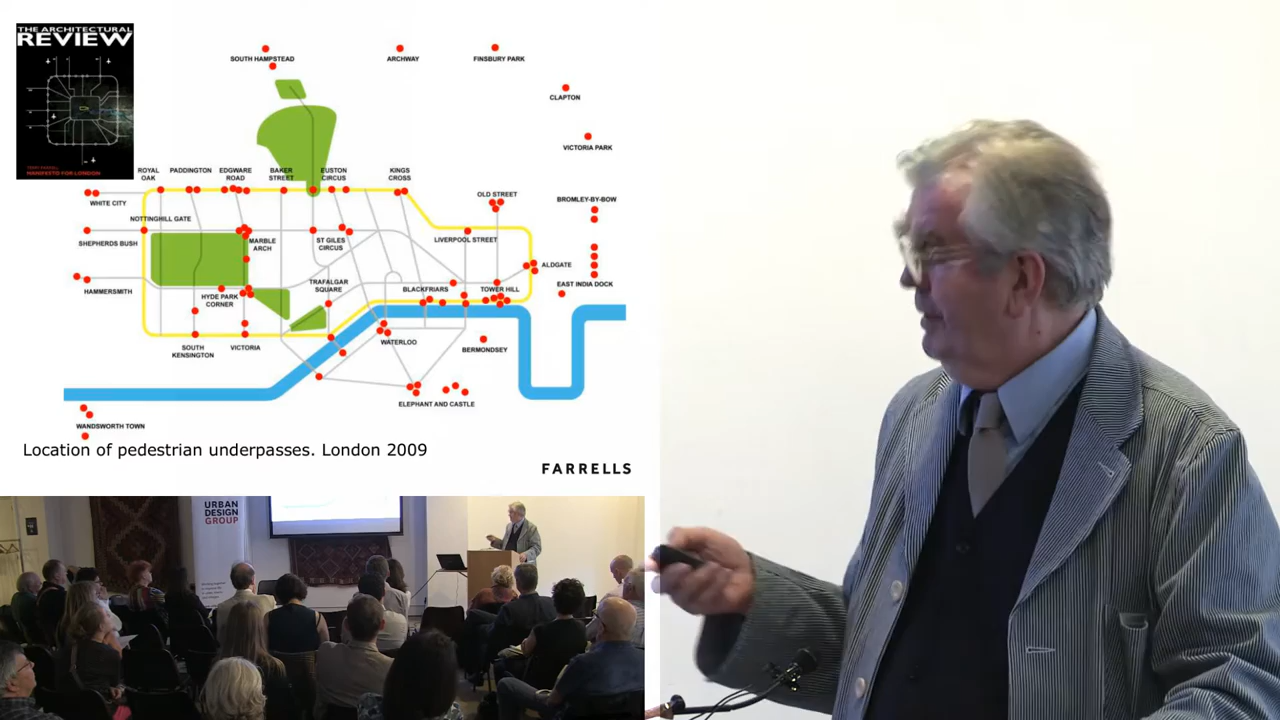 THE ARCHITECTURAL
REVIEW
MANIFESTO FOR LONDON
SOUTH HAMPSTEAD
ARCHWAY
FINSBURY PARK
CLAPTON
VICTORIA PARK
ROYAL
OAK
PADDINGTON
EDGWARE
ROAD
BAKER
STREET
EUSTON
CIRCUS
KINGS
CROSS
WHITE CITY
OLD STREET
BROMLEY-BY-BOW
NOTTINGHILL GATE
SHEPHERDS BUSH
MARBLE
ARCH
ST GILES
CIRCUS
LIVERPOOL STREET
ALDGATE
HAMMERSMITH
HYDE PARK
CORNER
TRAFALGAR
SQUARE
BLACKFRIARS
TOWER HILL
EAST INDIA DOCK
SOUTH
KENSINGTON
VICTORIA
WATERLOO
BERMONDSEY
ELEPHANT AND CASTLE
WANDSWORTH TOWN
Location of pedestrian underpasses. London 2009
FARRELLS
URBAN
DESIGN
GROUP